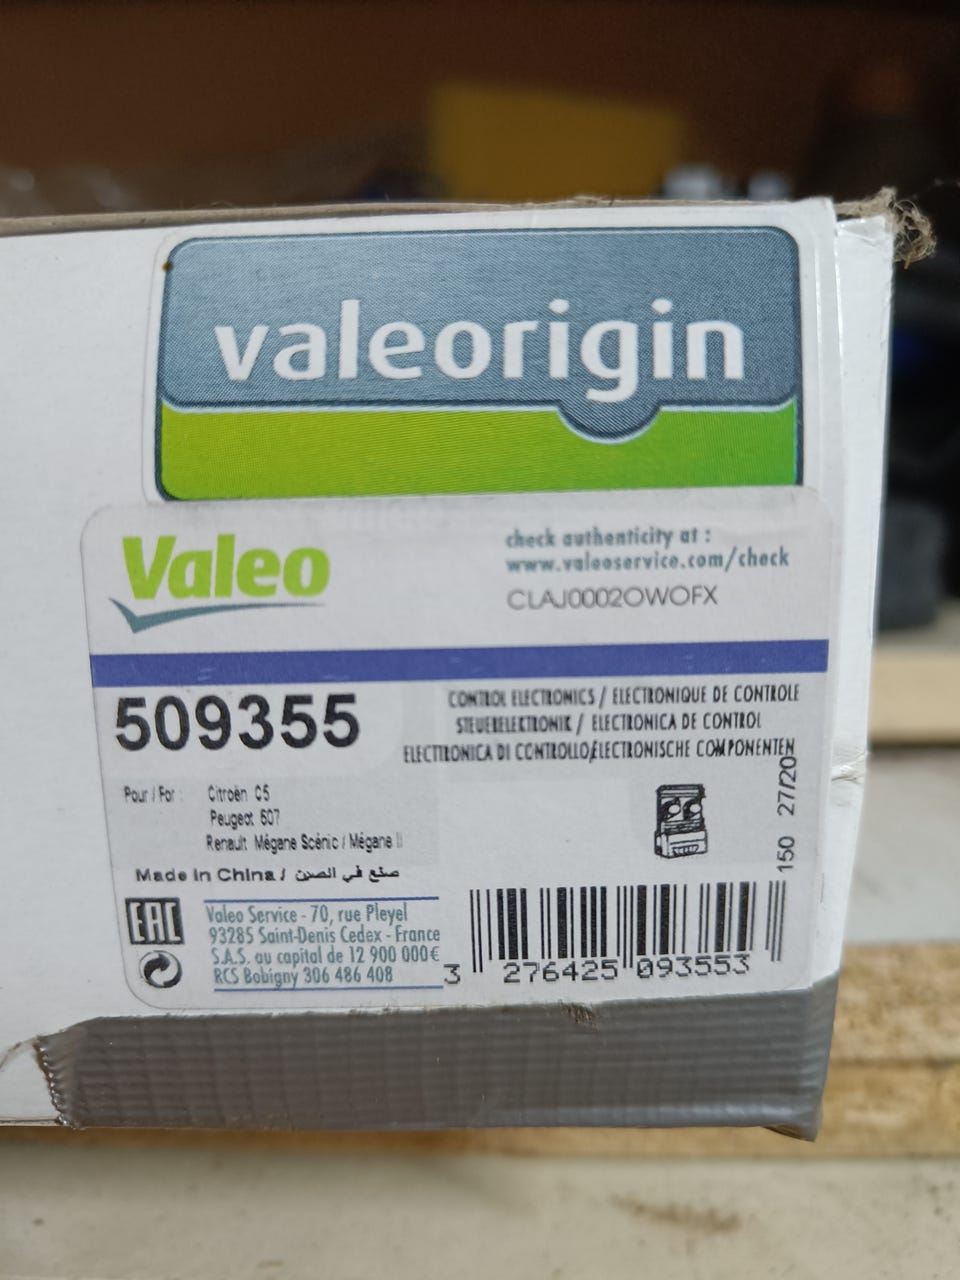 valeorigin
Valeo
check authenticity at :
www.valeoservice.com/check
CLAJ0002OWOFX
509355
CONTROL ELECTRONICS / ELECTRONIQUE DE CONTROLE
STEUERELEKTRONIK / ELECTRONICA DE CONTROL
ELECTTRONICA DI CONTROLLO/ELECTRONISCHE COMPONENTEN
Pour / For : Citroën C5
Peugeot 607
Renault Mégane Scénic / Mégane II
150 27/20
Made in China / صنع في الصين
EAC
Valeo Service - 70, rue Pleyel
93285 Saint-Denis Cedex - France
S.A.S. au capital de 12 900 000€
RCS Bobigny 306 486 408
3 276425 093553